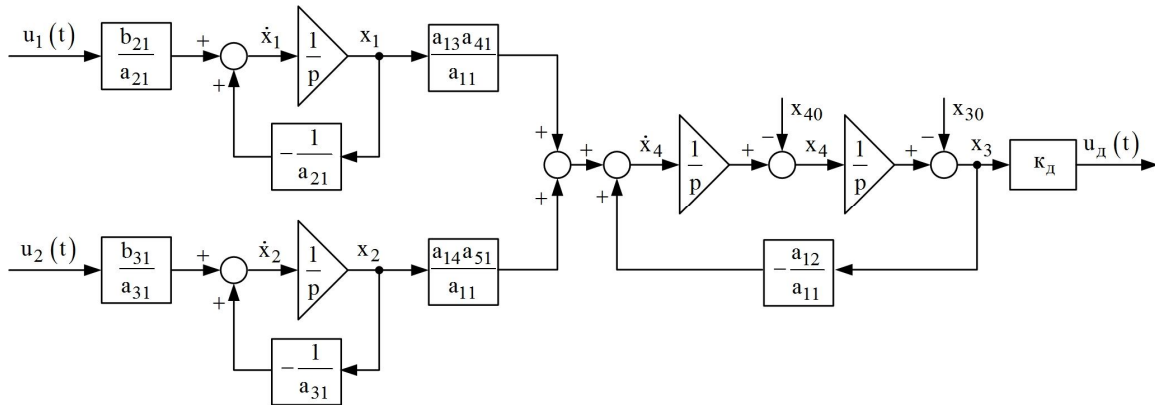 u₁(t)
b₂₁
a₂₁
+
+
ẋ₁
1
p
x₁
a₁₃a₄₁
a₁₁
− 1
a₂₁
u₂(t)
b₃₁
a₃₁
+
+
ẋ₂
1
p
x₂
a₁₄a₅₁
a₁₁
− 1
a₃₁
+
+
+
+
ẋ₄
1
p
+
−
x₄₀
x₄
1
p
+
−
x₃₀
x₃
кд
uд(t)
− a₁₂
a₁₁